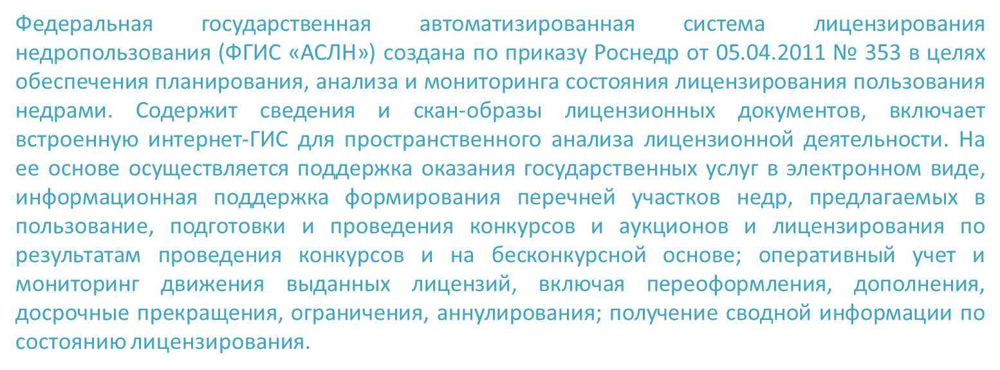 Федеральная государственная автоматизированная система лицензирования
недропользования (ФГИС «АСЛН») создана по приказу Роснедр от 05.04.2011 № 353 в целях
обеспечения планирования, анализа и мониторинга состояния лицензирования пользования
недрами. Содержит сведения и скан-образы лицензионных документов, включает
встроенную интернет-ГИС для пространственного анализа лицензионной деятельности. На
ее основе осуществляется поддержка оказания государственных услуг в электронном виде,
информационная поддержка формирования перечней участков недр, предлагаемых в
пользование, подготовки и проведения конкурсов и аукционов и лицензирования по
результатам проведения конкурсов и на бесконкурсной основе; оперативный учет и
мониторинг движения выданных лицензий, включая переоформления, дополнения,
досрочные прекращения, ограничения, аннулирования; получение сводной информации по
состоянию лицензирования.